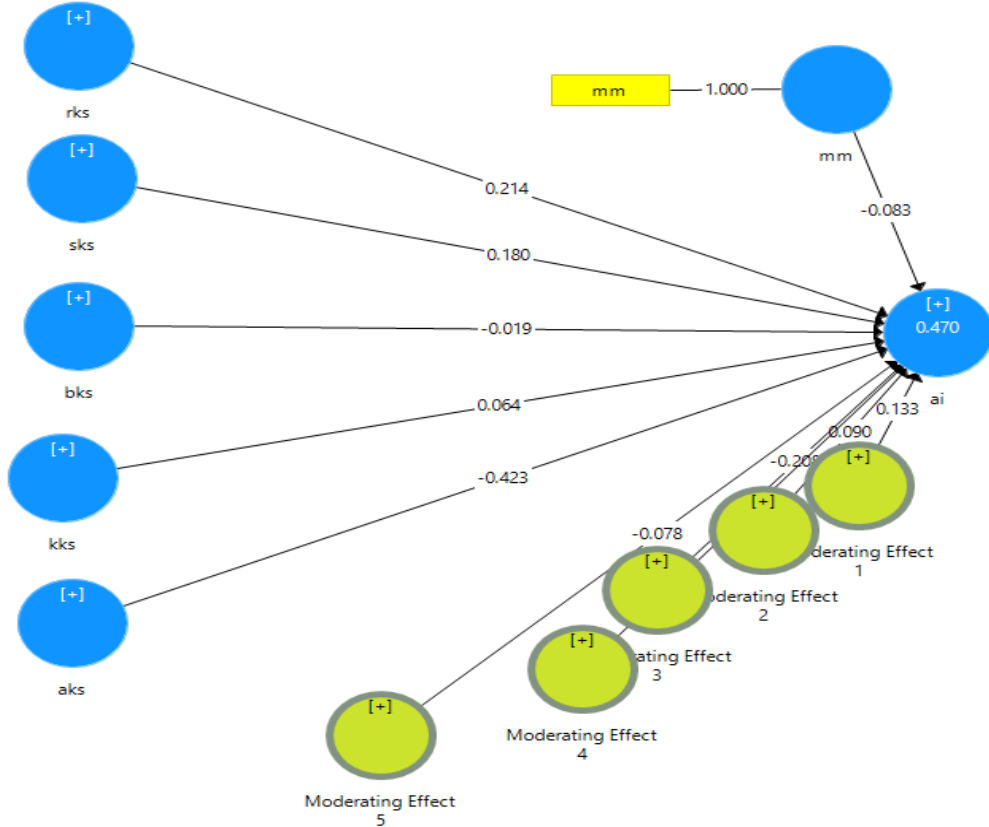 [+]
rks
[+]
sks
[+]
bks
[+]
kks
[+]
aks
mm
1.000
mm
0.214
0.180
-0.019
0.064
-0.423
-0.083
[+]
0.470
ai
0.133
0.090
-0.078
[+]
Effect
1
[+]
Effect
2
[+]
Effect
3
[+]
Moderating Effect
4
[+]
Moderating Effect
5